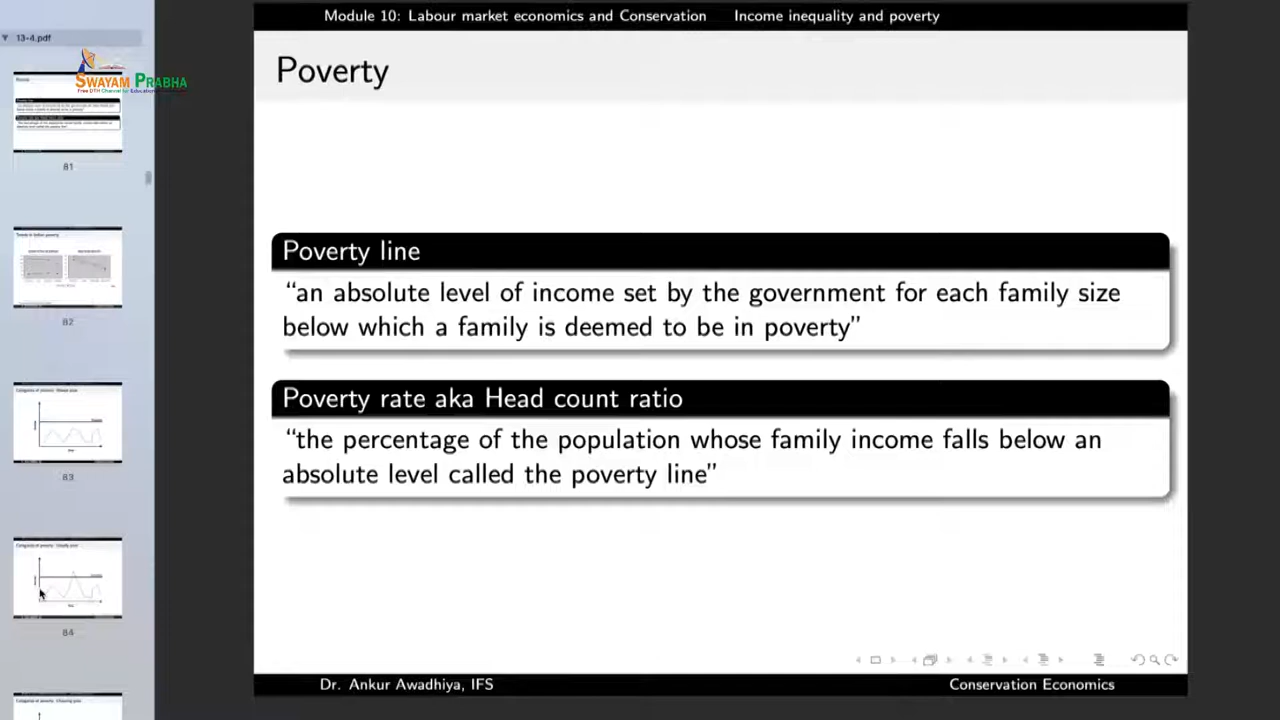 Module 10: Labour market economics and Conservation Income inequality and poverty
13-4.pdf
SWAYAM PRABHA
Free DTH Channel for Education
Poverty
81
Poverty line
“an absolute level of income set by the government for each family size
below which a family is deemed to be in poverty”
82
Poverty rate aka Head count ratio
“the percentage of the population whose family income falls below an
absolute level called the poverty line”
83
84
Dr. Ankur Awadhiya, IFS
Conservation Economics